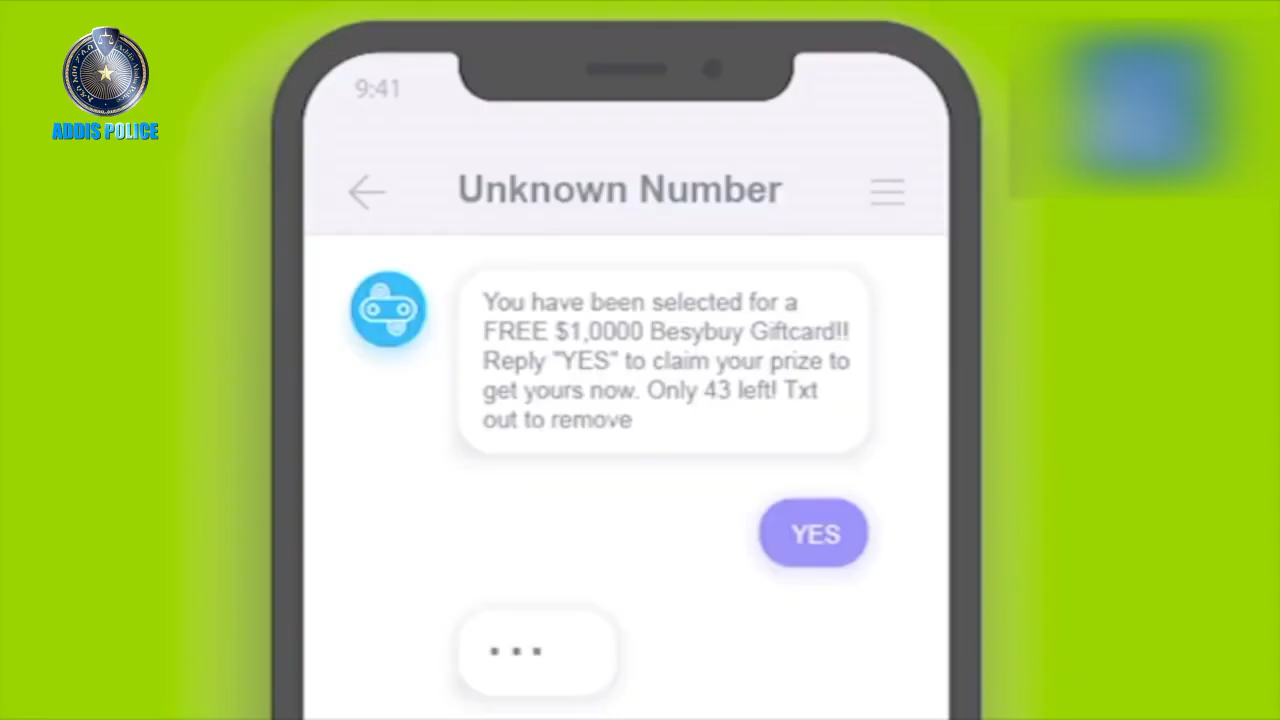 ADDIS POLICE
9:41
Unknown Number
You have been selected for a
FREE $1,0000 Besybuy Giftcard!!
Reply "YES" to claim your prize to
get yours now. Only 43 left! Txt
out to remove
YES